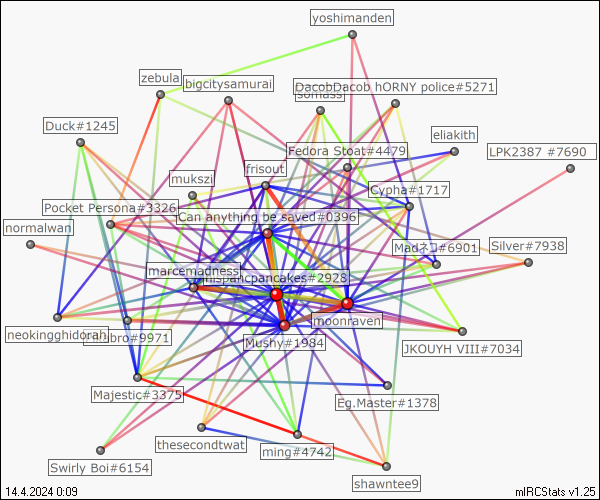 yoshimanden
zebula
bigcitysamurai
DacobDacob hORNY police#5271
somass
Duck#1245
eliakith
Fedora Stoat#4479
LPK2387 #7690
frisout
mukszi
Cypha#1717
Pocket Persona#3326
Can anything be saved#0396
normalwan
Madネコ#6901
Silver#7938
marcemadness
hispanicpancakes#2928
moonraven
neokingghidorah
#9971
Mushy#1984
JKOUYH VIII#7034
Majestic#3375
Eg.Master#1378
thesecondtwat
ming#4742
Swirly Boi#6154
shawntee9
14.4.2024 0:09
mIRCStats v1.25